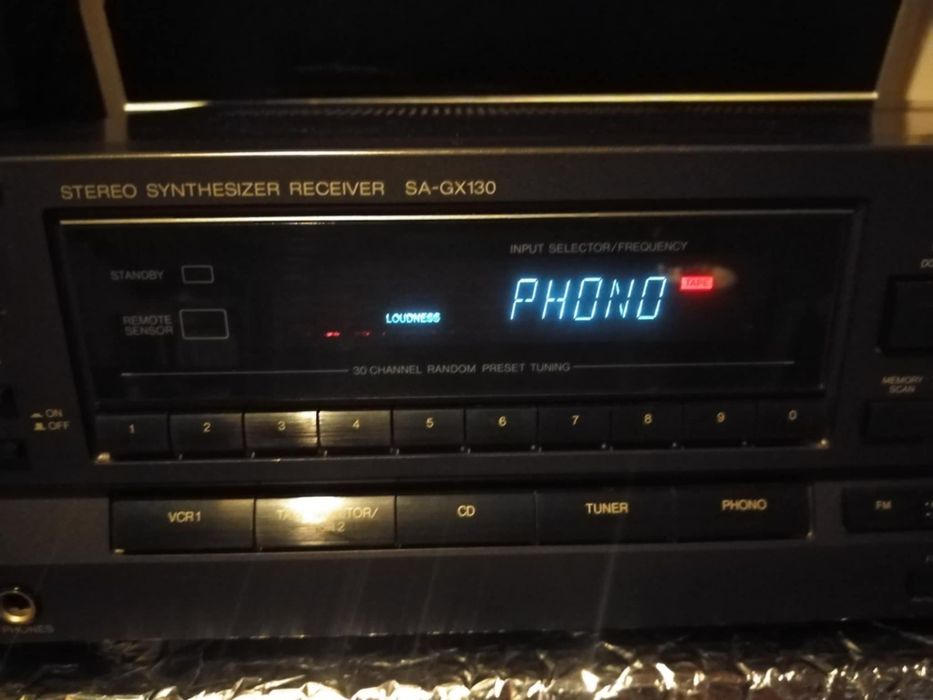 STEREO SYNTHESIZER RECEIVER SA-GX130
INPUT SELECTOR/FREQUENCY
STANDBY
PHONO TAPE
REMOTE
SENSOR
LOUDNESS
30 CHANNEL RANDOM PRESET TUNING
MEMORY
SCAN
ON
OFF
1 2 3 4 5 6 7 8 9 0
VCR1 CD TUNER PHONO FM
PHONES